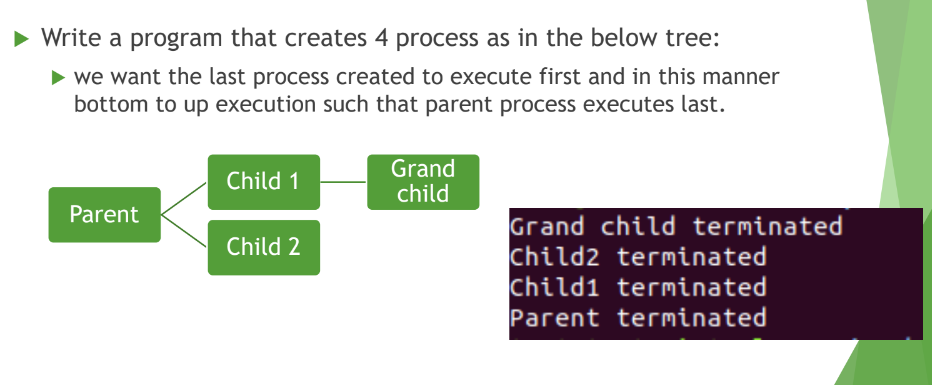 Write a program that creates 4 process as in the below tree:
we want the last process created to execute first and in this manner
bottom to up execution such that parent process executes last.
Parent
Child 1
Grand
child
Child 2
Grand child terminated
Child2 terminated
Child1 terminated
Parent terminated